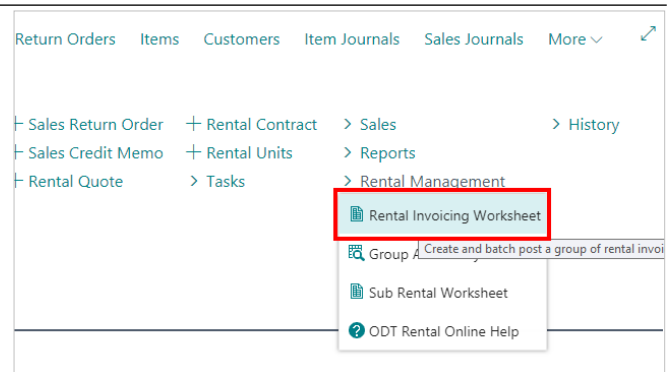 Return Orders Items Customers Item Journals Sales Journals More
Sales Return Order + Rental Contract > Sales > History
Sales Credit Memo + Rental Units > Reports
Rental Quote > Tasks > Rental Management
Rental Invoicing Worksheet
Group Create and batch post a group of rental
Sub Rental Worksheet
ODT Rental Online Help